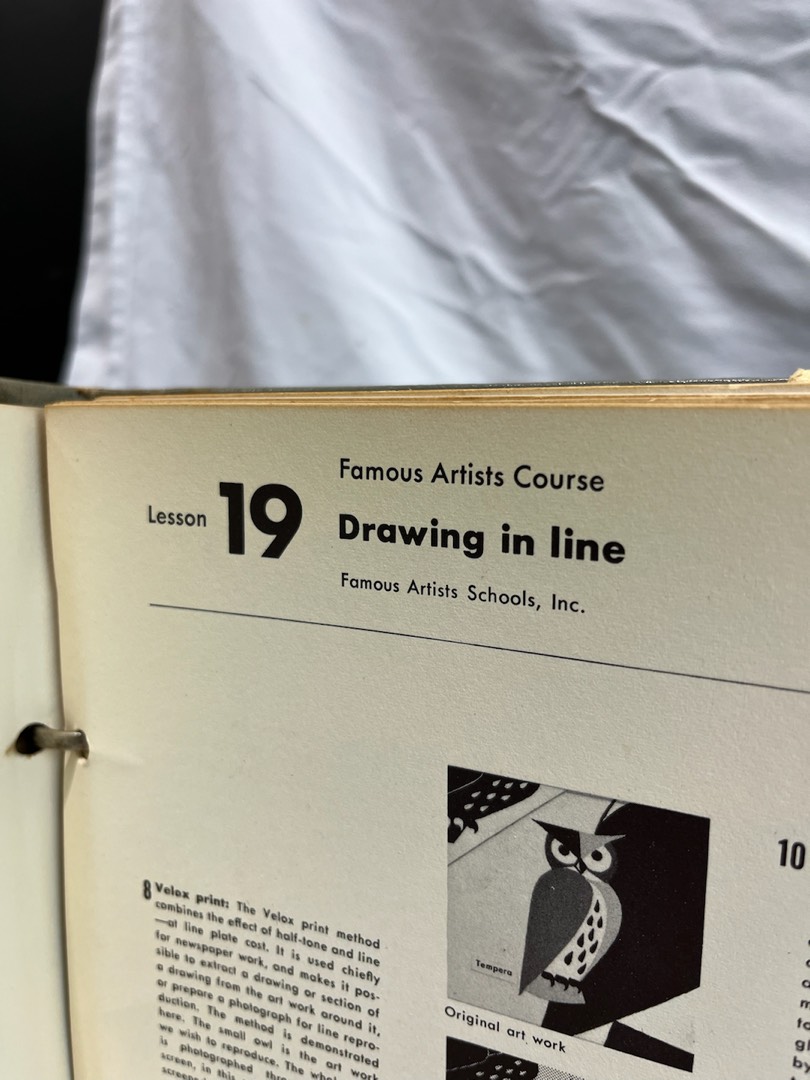 Famous Artists Course
Lesson 19 Drawing in line
Famous Artists Schools, Inc.
8 Velox print: The Velox print method
combines the effect of half-tone and line
—at line plate cost. It is used chiefly
for newspaper work, and makes it pos-
sible to extract a drawing or section of
a drawing from the art work around it,
or prepare a photograph for line repro-
duction. The method is demonstrated
here. The small owl is the art work
we wish to reproduce. The
is photographed
screen, in this
Tempera
Original art work
10